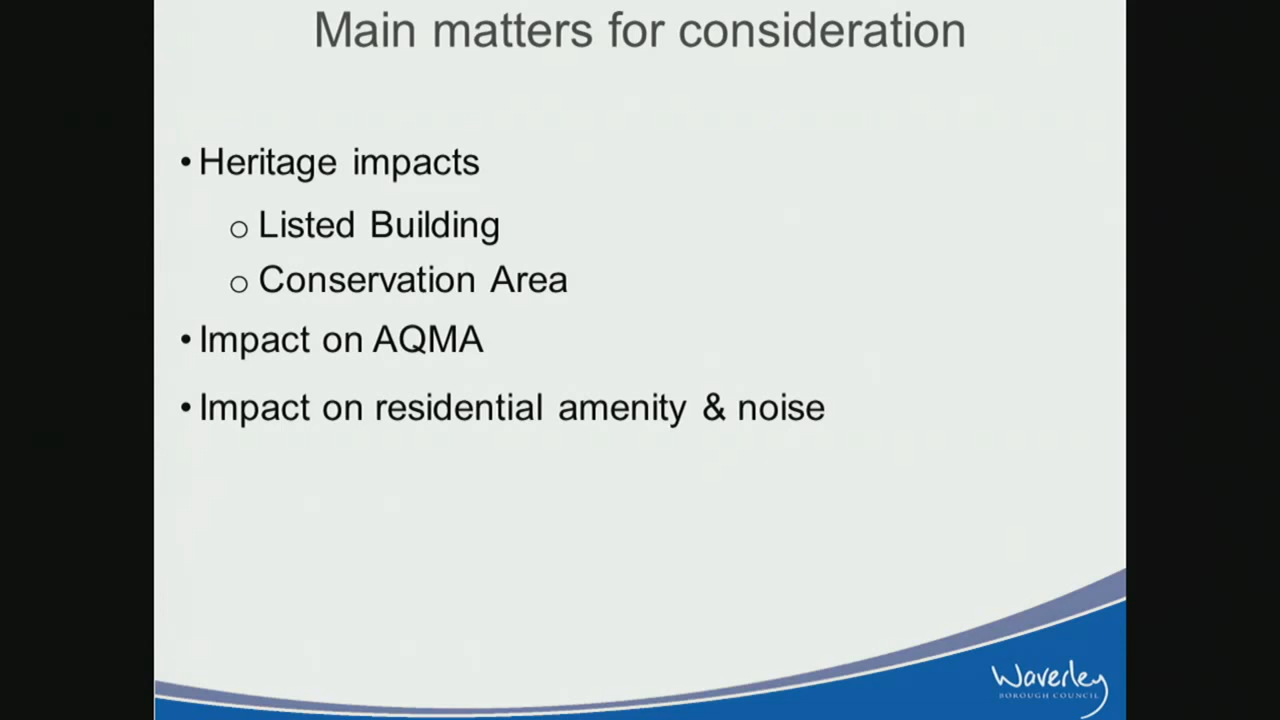 Main matters for consideration
• Heritage impacts
o Listed Building
o Conservation Area
• Impact on AQMA
• Impact on residential amenity & noise
Waverley
BOROUGH COUNCIL